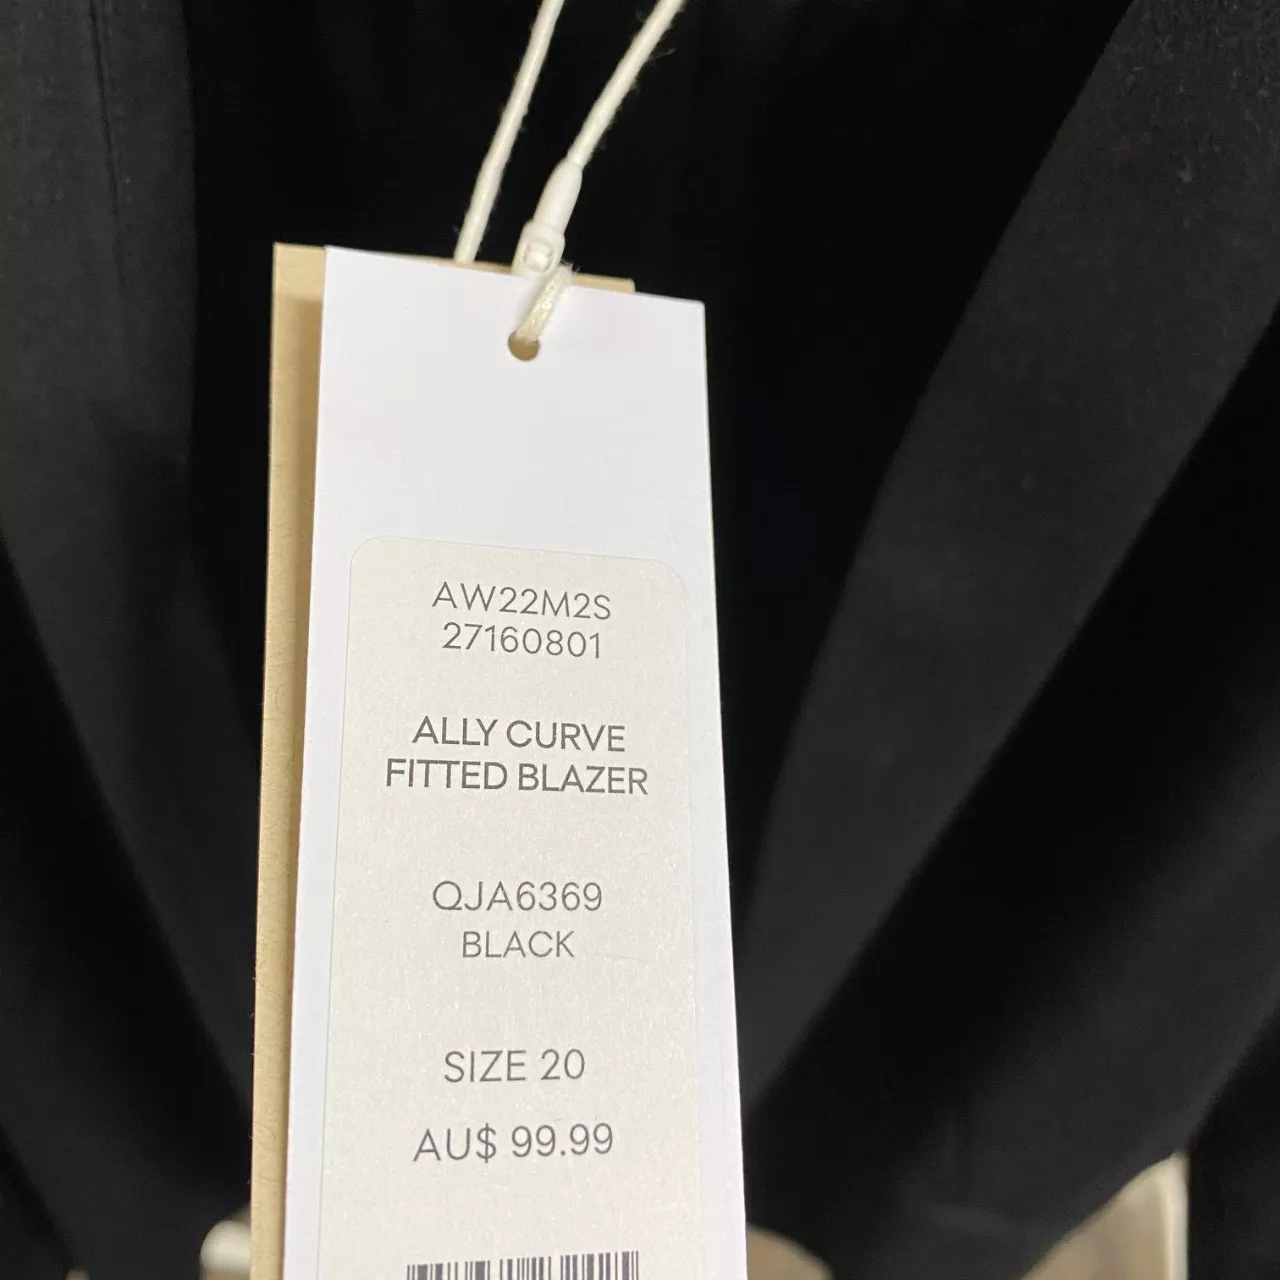 AW22M2S
27160801
ALLY CURVE
FITTED BLAZER
QJA6369
BLACK
SIZE 20
AU$ 99.99